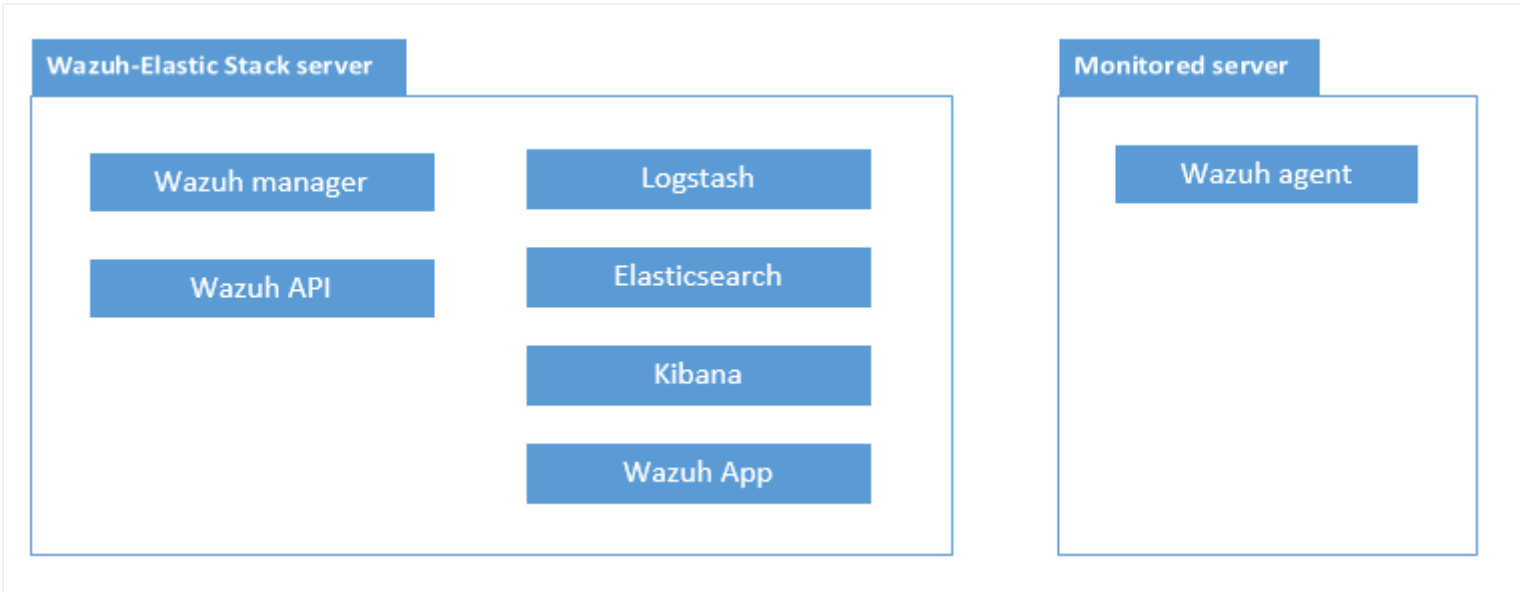 Wazuh-Elastic Stack server
Wazuh manager
Wazuh API
Logstash
Elasticsearch
Kibana
Wazuh App
Monitored server
Wazuh agent